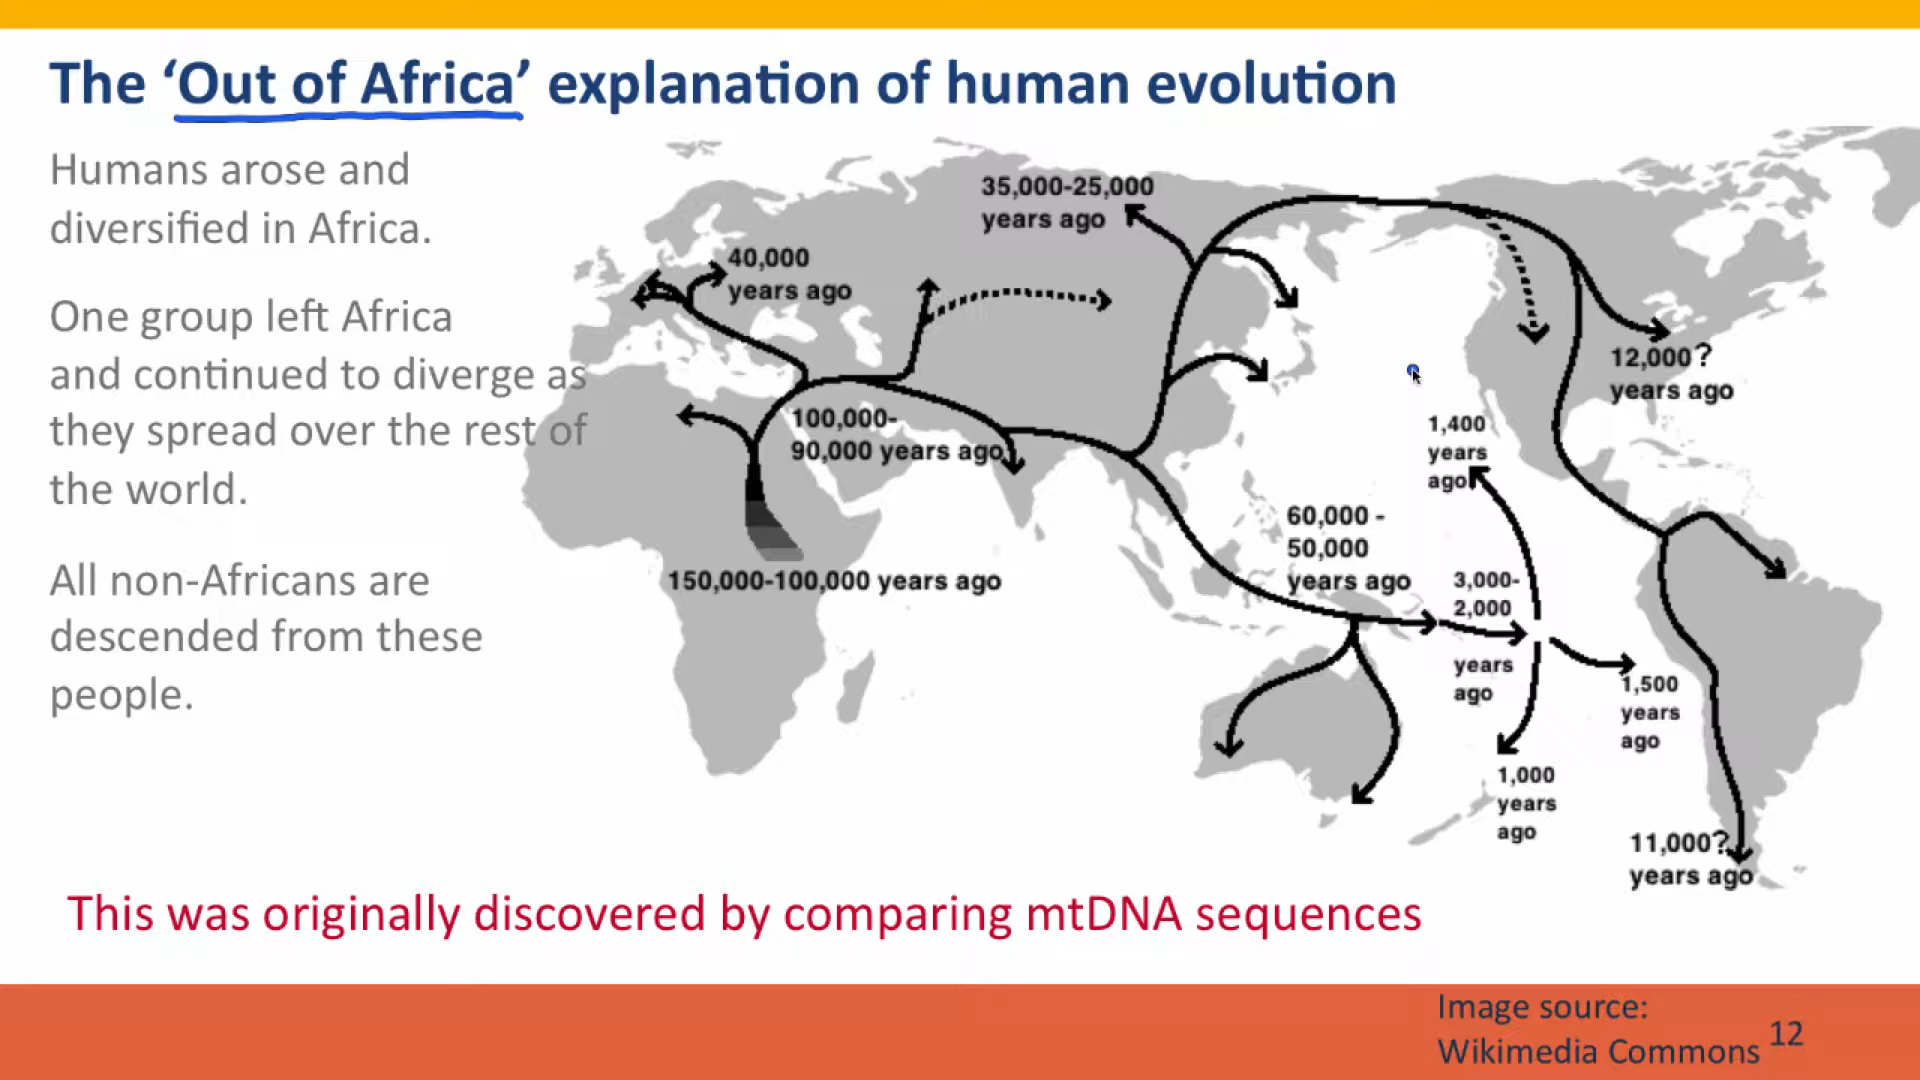 The ‘Out of Africa’ explanation of human evolution
Humans arose and
diversified in Africa.
One group left Africa
and continued to diverge as
they spread over the rest of
the world.
All non-Africans are
descended from these
people.
35,000-25,000
years ago
40,000
years ago
100,000-
90,000 years ago
150,000-100,000 years ago
60,000 -
50,000
years ago
12,000?
years ago
1,400
years
ago
3,000-
2,000
years
ago
1,500
years
ago
1,000
years
ago
11,000?
years ago
This was originally discovered by comparing mtDNA sequences
Image source:
Wikimedia Commons
12